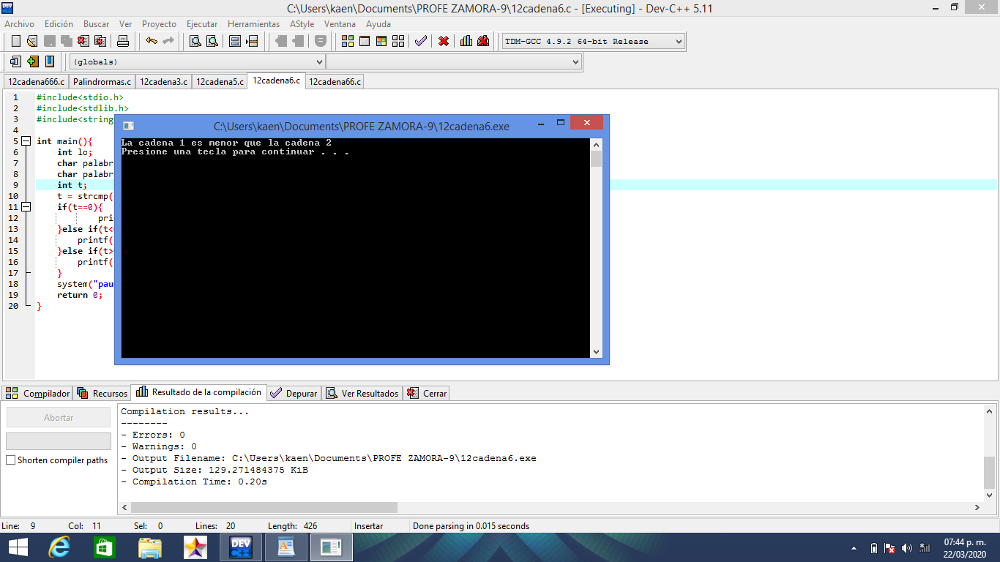 C:\Users\kaen\Documents\PROFE ZAMORA-9\12cadena6.c - [Executing] - Dev-C++ 5.11
Archivo Edición Buscar Ver Proyecto Ejecutar Herramientas AStyle Ventana Ayuda
TDM-GCC 4.9.2 64-bit Release
(globals)
12cadena666.c Palindrormas.c 12cadena3.c 12cadena5.c 12cadena6.c 12cadena66.c
1 #include<stdio.h>
2 #include<stdlib.h>
3 #include<string
4
5 int main(){
6 int lo;
7 char palabr
8 char palabr
9 int t;
10 t = strcmp(
11 if(t==0){
12 pri
13 }else if(t<
14 printf(
15 }else if(t>
16 printf(
17 }
18 system("pau
19 return 0;
20 }
C:\Users\kaen\Documents\PROFE ZAMORA-9\12cadena6.exe
La cadena 1 es menor que la cadena 2
Presione una tecla para continuar . . .
Compilador Recursos Resultado de la compilación Depurar Ver Resultados Cerrar
Abortar
Shorten compiler paths
Compilation results...
--------
- Errors: 0
- Warnings: 0
- Output Filename: C:\Users\kaen\Documents\PROFE ZAMORA-9\12cadena6.exe
- Output Size: 129.271484375 KiB
- Compilation Time: 0.20s
Line: 9 Col: 11 Sel: 0 Lines: 20 Length: 426 Insertar Done parsing in 0.015 seconds
DEV C++
07:44 p. m.
22/03/2020